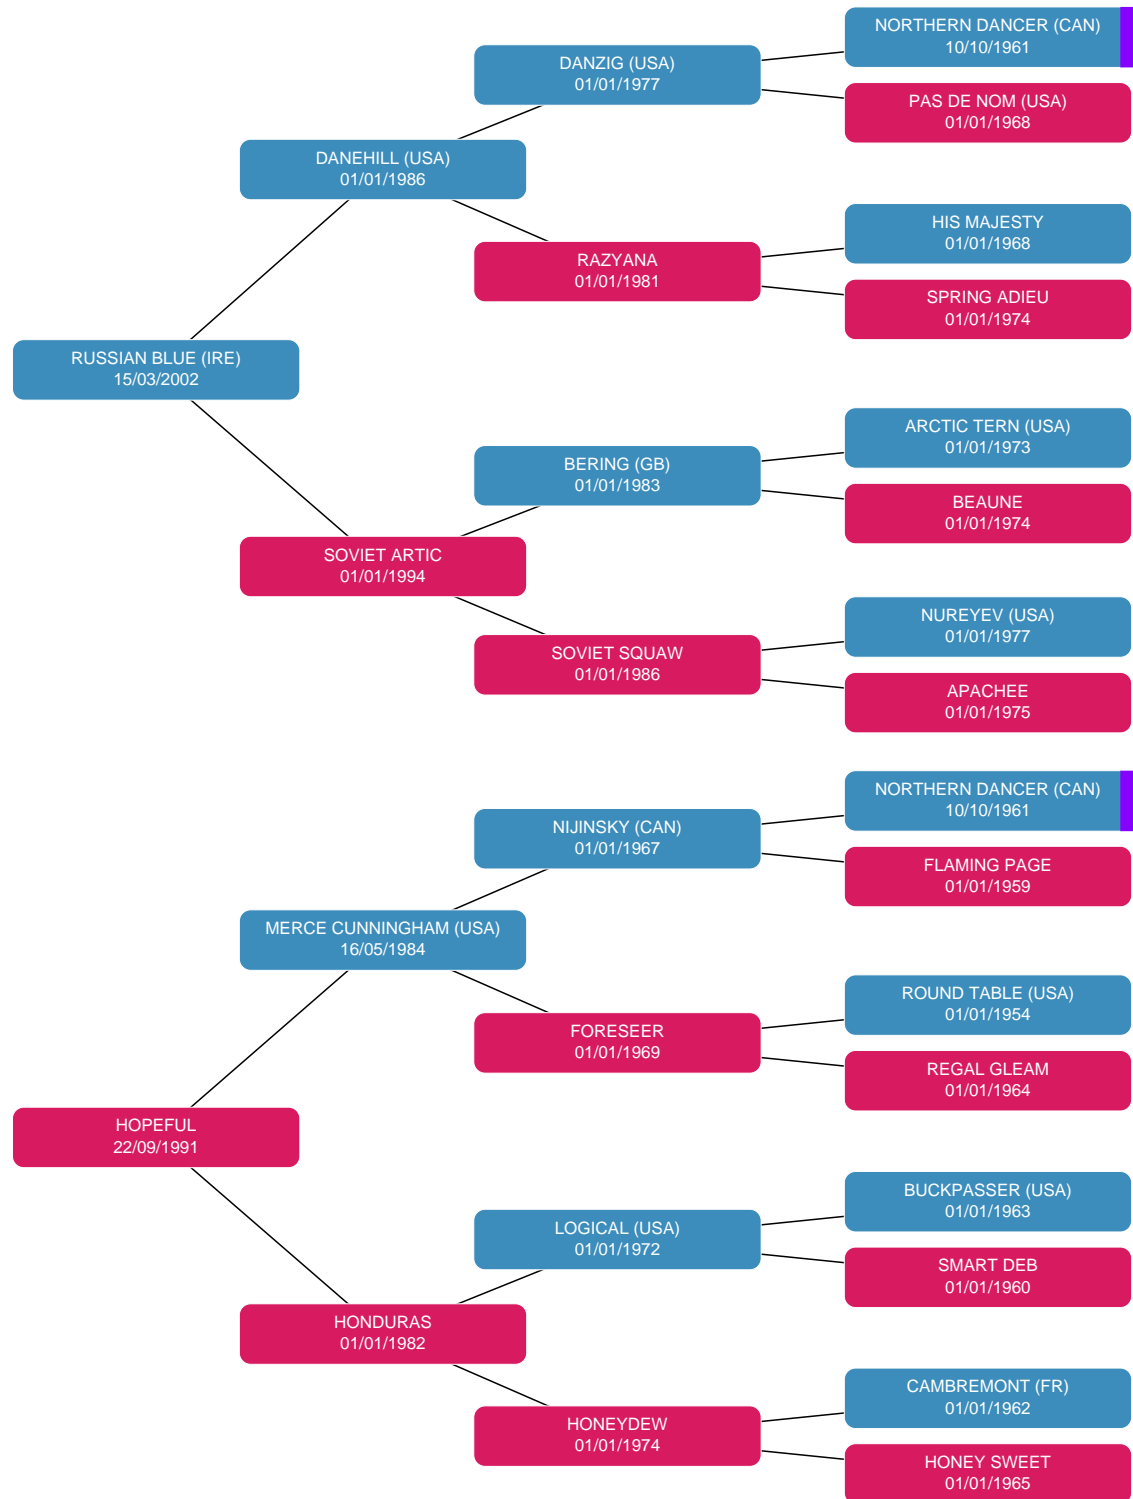 NORTHERN DANCER (CAN)
10/10/1961
DANZIG (USA)
01/01/1977
PAS DE NOM (USA)
01/01/1968
DANEHILL (USA)
01/01/1986
HIS MAJESTY
01/01/1968
RAZYANA
01/01/1981
SPRING ADIEU
01/01/1974
RUSSIAN BLUE (IRE)
15/03/2002
ARCTIC TERN (USA)
01/01/1973
BERING (GB)
01/01/1983
BEAUNE
01/01/1974
SOVIET ARTIC
01/01/1994
NUREYEV (USA)
01/01/1977
SOVIET SQUAW
01/01/1986
APACHEE
01/01/1975
NORTHERN DANCER (CAN)
10/10/1961
NIJINSKY (CAN)
01/01/1967
FLAMING PAGE
01/01/1959
MERCE CUNNINGHAM (USA)
16/05/1984
ROUND TABLE (USA)
01/01/1954
FORESEER
01/01/1969
REGAL GLEAM
01/01/1964
HOPEFUL
22/09/1991
BUCKPASSER (USA)
01/01/1963
LOGICAL (USA)
01/01/1972
SMART DEB
01/01/1960
HONDURAS
01/01/1982
CAMBREMONT (FR)
01/01/1962
HONEYDEW
01/01/1974
HONEY SWEET
01/01/1965